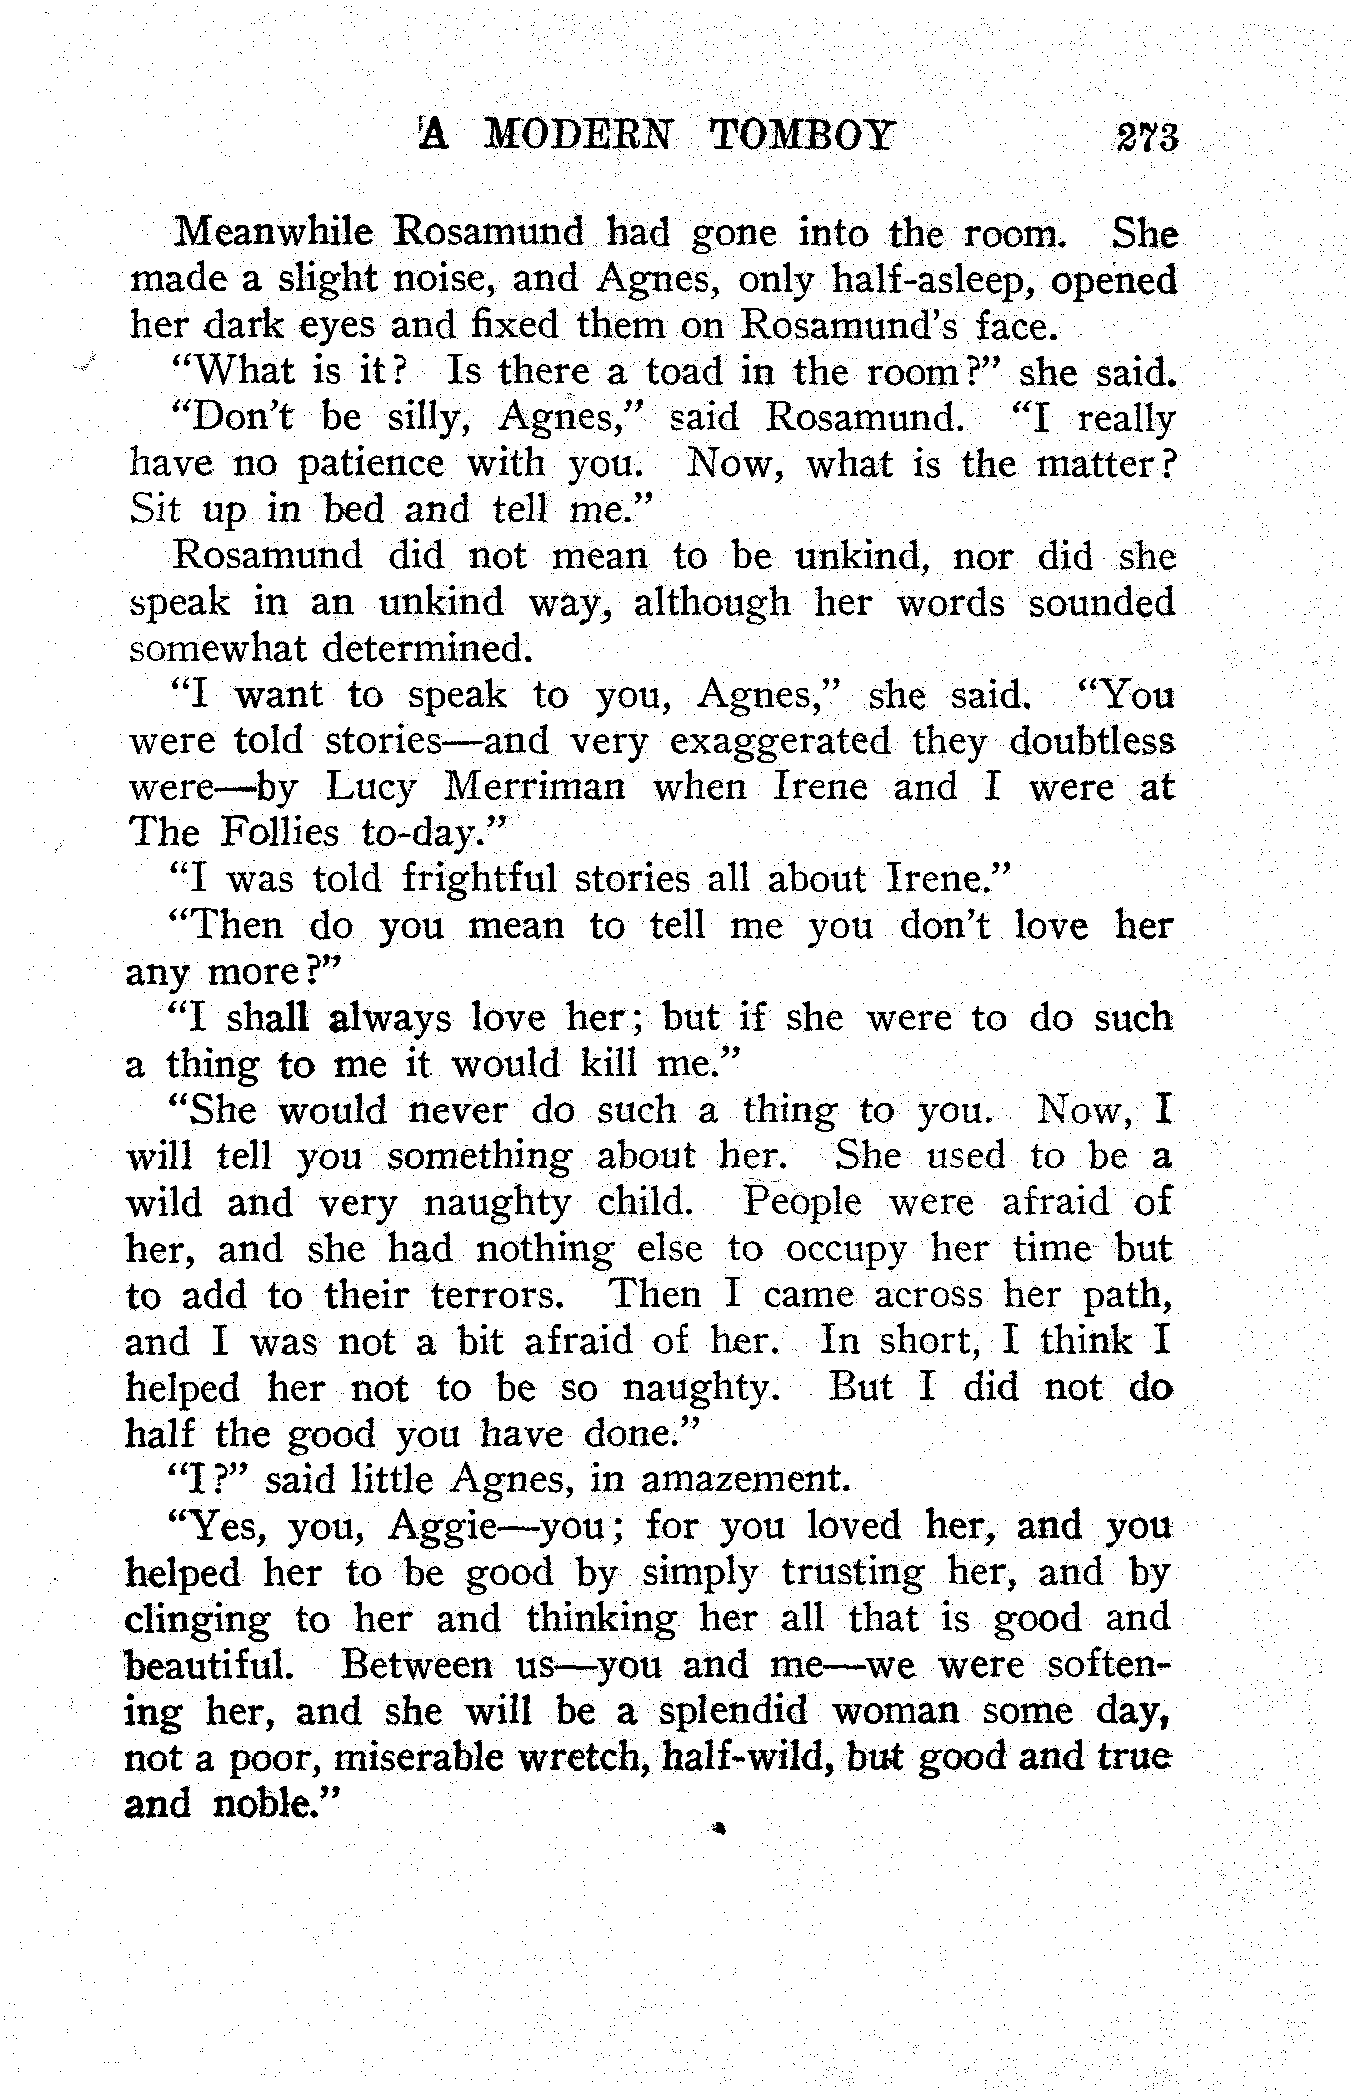 A MODERN TOMBOY 273
Meanwhile Rosamund had gone into the room. She
made a slight noise, and Agnes, only half-asleep, opened
her dark eyes and fixed them on Rosamund's face.
"What is it? Is there a toad in the room?" she said.
"Don't be silly, Agnes," said Rosamund. "I really
have no patience with you. Now, what is the matter?
Sit up in bed and tell me."
Rosamund did not mean to be unkind, nor did she
speak in an unkind way, although her words sounded
somewhat determined.
"I want to speak to you, Agnes," she said. "You
were told stories—and very exaggerated they doubtless
were—by Lucy Merriman when Irene and I were at
The Follies to-day."
"I was told frightful stories all about Irene."
"Then do you mean to tell me you don't love her
any more?"
"I shall always love her; but if she were to do such
a thing to me it would kill me."
"She would never do such a thing to you. Now, I
will tell you something about her. She used to be a
wild and very naughty child. People were afraid of
her, and she had nothing else to occupy her time but
to add to their terrors. Then I came across her path,
and I was not a bit afraid of her. In short, I think I
helped her not to be so naughty. But I did not do
half the good you have done."
"I?" said little Agnes, in amazement.
"Yes, you, Aggie—you; for you loved her, and you
helped her to be good by simply trusting her, and by
clinging to her and thinking her all that is good and
beautiful. Between us—you and me—we were soften-
ing her, and she will be a splendid woman some day,
not a poor, miserable wretch, half-wild, but good and true
and noble."